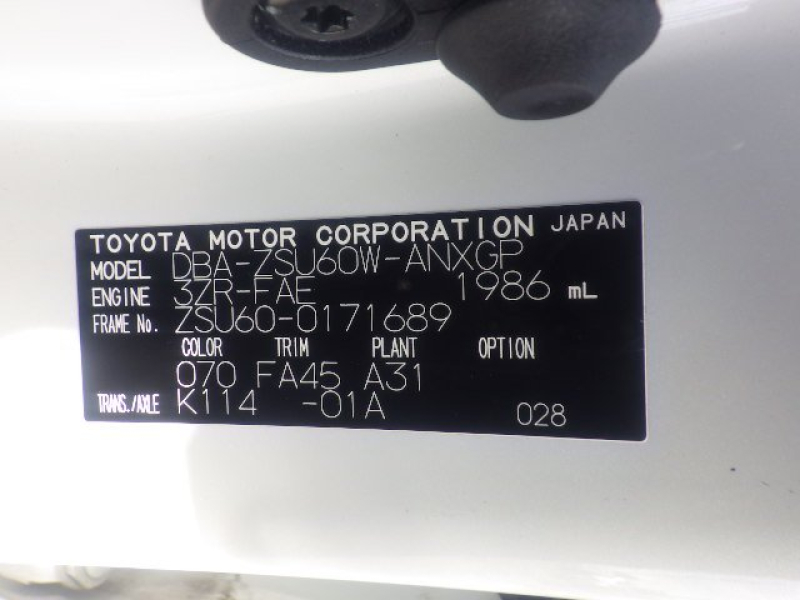 TOYOTA MOTOR CORPORATION JAPAN
MODEL DBA-ZSU60W-ANXGP
ENGINE 3ZR-FAE 1986 mL
FRAME No. ZSU60-0171689
COLOR TRIM PLANT OPTION
070 FA45 A31
TRANS./AXLE K114 -01A 028